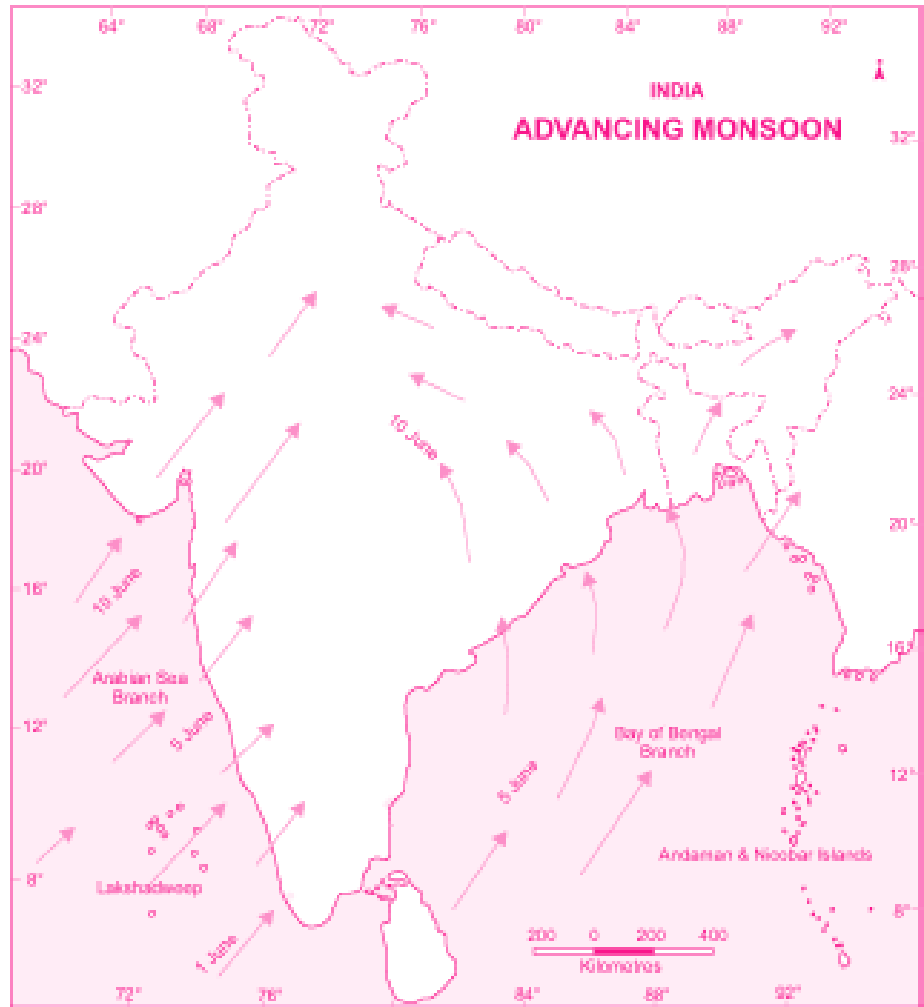 64° 68° 72° 76° 80° 84° 88° 92°
32°
INDIA
ADVANCING MONSOON
32°
28°
28°
24°
24°
10 June
20°
20°
16°
16°
15 June
Arabian Sea
Branch
5 June
12°
Bay of Bengal
Branch
12°
5 June
Andaman & Nicobar Islands
8°
Lakshadweep
8°
1 June
200 0 200 400
Kilometres
72° 76° 84° 88° 92°